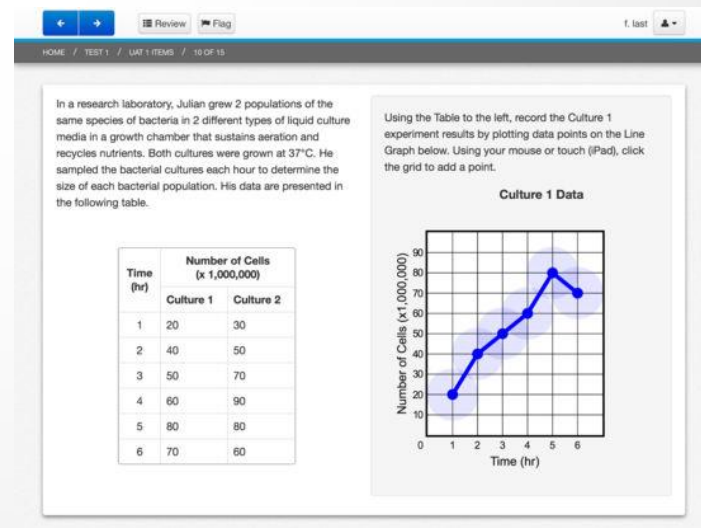 Review
Flag
f. last
HOME / TEST 1 / UAT 1 ITEMS / 10 OF 15
In a research laboratory, Julian grew 2 populations of the
same species of bacteria in 2 different types of liquid culture
media in a growth chamber that sustains aeration and
recycles nutrients. Both cultures were grown at 37°C. He
sampled the bacterial cultures each hour to determine the
size of each bacterial population. His data are presented in
the following table.
Time
(hr)
Number of Cells
(x 1,000,000)
Culture 1 Culture 2
1 20 30
2 40 50
3 50 70
4 60 90
5 80 80
6 70 60
Using the Table to the left, record the Culture 1
experiment results by plotting data points on the Line
Graph below. Using your mouse or touch (iPad), click
the grid to add a point.
Culture 1 Data
Number of Cells (x1,000,000)
90
80
70
60
50
40
30
20
10
0 1 2 3 4 5 6
Time (hr)